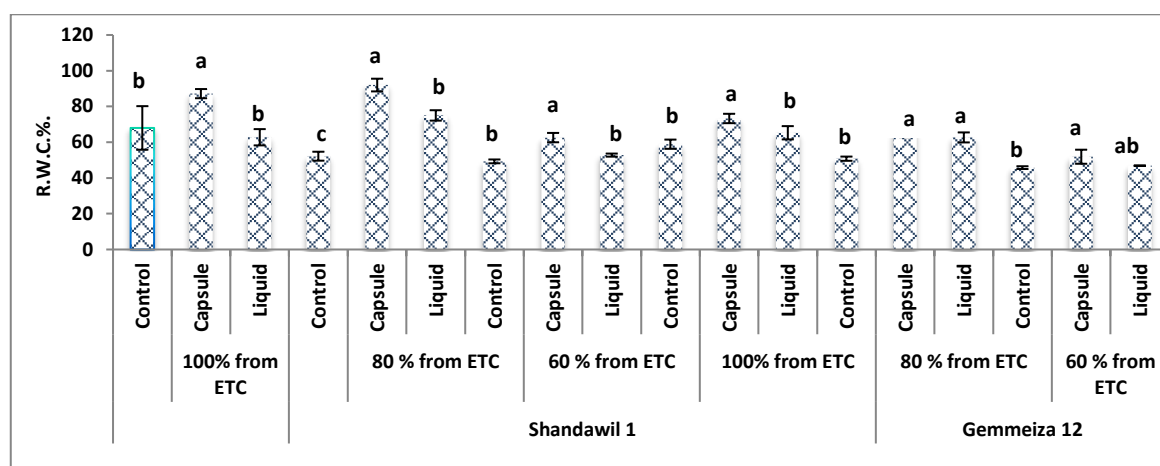 R.W.C.%.
120
100
80
60
40
20
0
b
a
b
c
a
b
b
a
b
b
a
b
b
a
a
b
a
ab
Control
Capsule
Liquid
Control
Capsule
Liquid
Control
Capsule
Liquid
Control
Capsule
Liquid
Control
Capsule
Liquid
Control
Capsule
Liquid
100% from
ETC
80 % from ETC
60 % from ETC
100% from ETC
80 % from ETC
60 % from
ETC
Shandawil 1
Gemmeiza 12